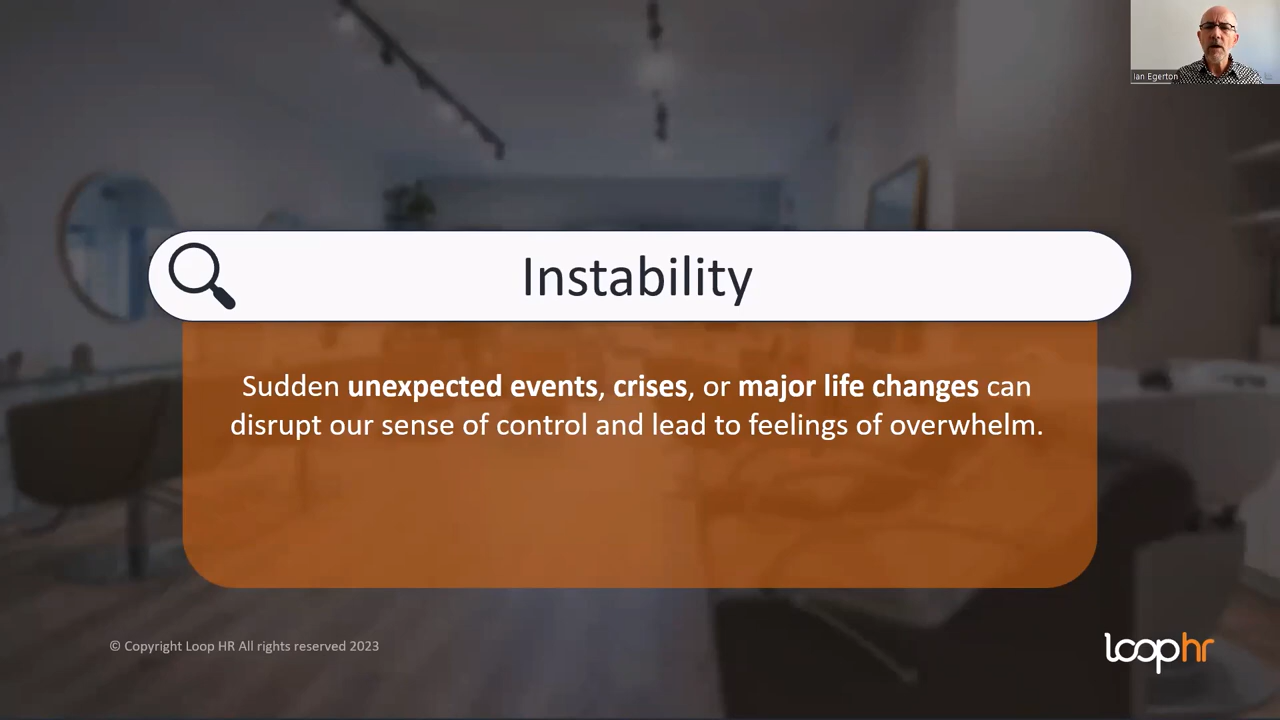 Ian Egerton
Instability
Sudden unexpected events, crises, or major life changes can
disrupt our sense of control and lead to feelings of overwhelm.
© Copyright Loop HR All rights reserved 2023
loophr